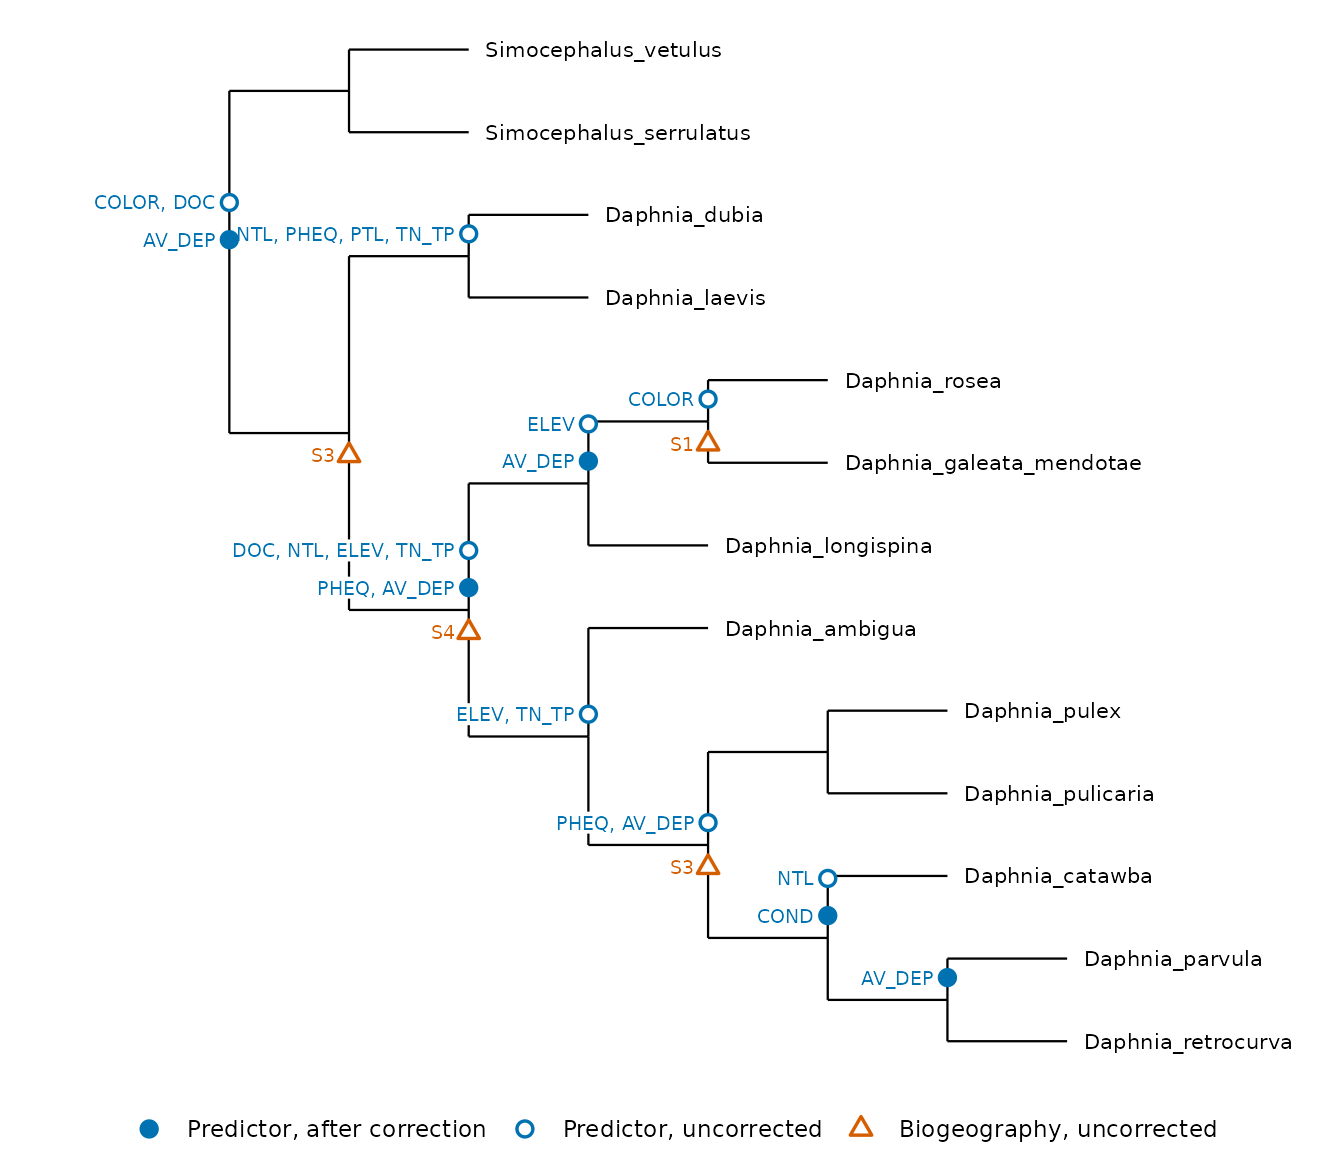 Simocephalus_vetulus
Simocephalus_serrulatus
COLOR, DOC
Daphnia_dubia
NTL, PHEQ, PTL, TN_TP
AV_DEP
Daphnia_laevis
Daphnia_rosea
COLOR
ELEV
S1
S3
AV_DEP
Daphnia_galeata_mendotae
Daphnia_longispina
DOC, NTL, ELEV, TN_TP
PHEQ, AV_DEP
S4
Daphnia_ambigua
Daphnia_pulex
ELEV, TN_TP
Daphnia_pulicaria
PHEQ, AV_DEP
S3
Daphnia_catawba
NTL
COND
Daphnia_parvula
AV_DEP
Daphnia_retrocurva
Predictor, after correction
Predictor, uncorrected
Biogeography, uncorrected